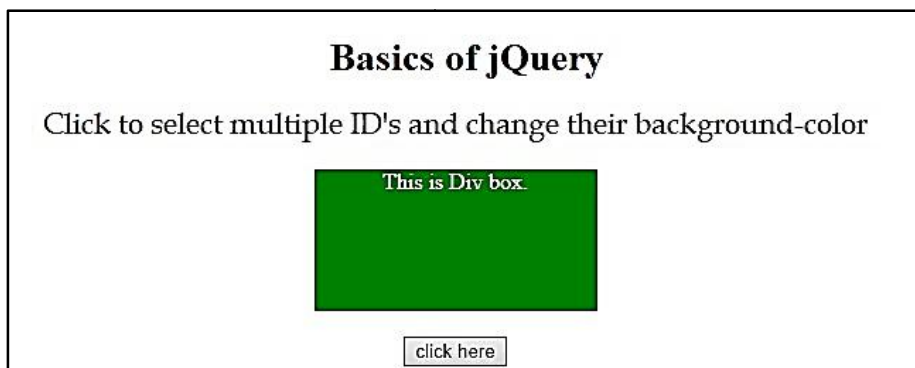 Basics of jQuery
Click to select multiple ID's and change their background-color
This is Div box.
click here